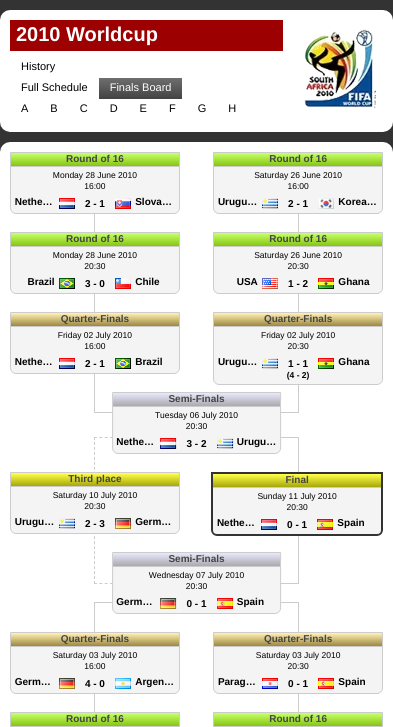 2010 Worldcup
History
Full Schedule Finals Board
A B C D E F G H
SOUTH AFRICA
2010
FIFA
WORLD CUP
Round of 16
Monday 28 June 2010
16:00
Nethe... 2 - 1 Slova...
Round of 16
Saturday 26 June 2010
16:00
Urugu... 2 - 1 Korea...
Round of 16
Monday 28 June 2010
20:30
Brazil 3 - 0 Chile
Round of 16
Saturday 26 June 2010
20:30
USA 1 - 2 Ghana
Quarter-Finals
Friday 02 July 2010
16:00
Nethe... 2 - 1 Brazil
Quarter-Finals
Friday 02 July 2010
20:30
Urugu... 1 - 1 Ghana
(4 - 2)
Semi-Finals
Tuesday 06 July 2010
20:30
Nethe... 3 - 2 Urugu...
Third place
Saturday 10 July 2010
20:30
Urugu... 2 - 3 Germ...
Final
Sunday 11 July 2010
20:30
Nethe... 0 - 1 Spain
Semi-Finals
Wednesday 07 July 2010
20:30
Germ... 0 - 1 Spain
Quarter-Finals
Saturday 03 July 2010
16:00
Germ... 4 - 0 Argen...
Quarter-Finals
Saturday 03 July 2010
20:30
Parag... 0 - 1 Spain
Round of 16
Round of 16